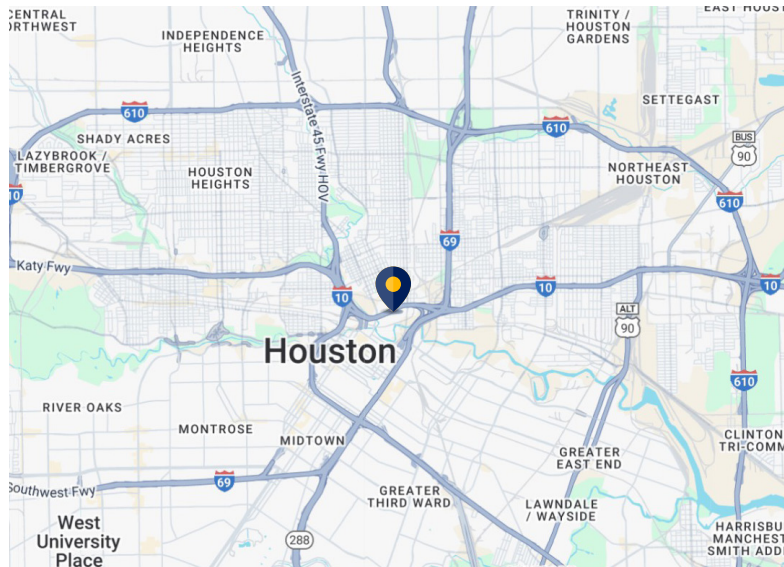 CENTRAL
NORTHWEST
INDEPENDENCE
HEIGHTS
TRINITY /
HOUSTON
GARDENS
EAST HOUST
SETTEGAST
610
610
SHADY ACRES
Interstate 45 Fwy HOV
BUS
90
LAZYBROOK /
TIMBERGROVE
HOUSTON
HEIGHTS
NORTHEAST
HOUSTON
10
610
69
Katy Fwy
10
10
10
ALT
90
Houston
610
RIVER OAKS
MONTROSE
MIDTOWN
CLINTON
TRI-COMM
GREATER
EAST END
Southwest Fwy
69
GREATER
THIRD WARD
LAWNDALE
/ WAYSIDE
West
University
Place
288
HARRISBU
MANCHEST
SMITH ADD